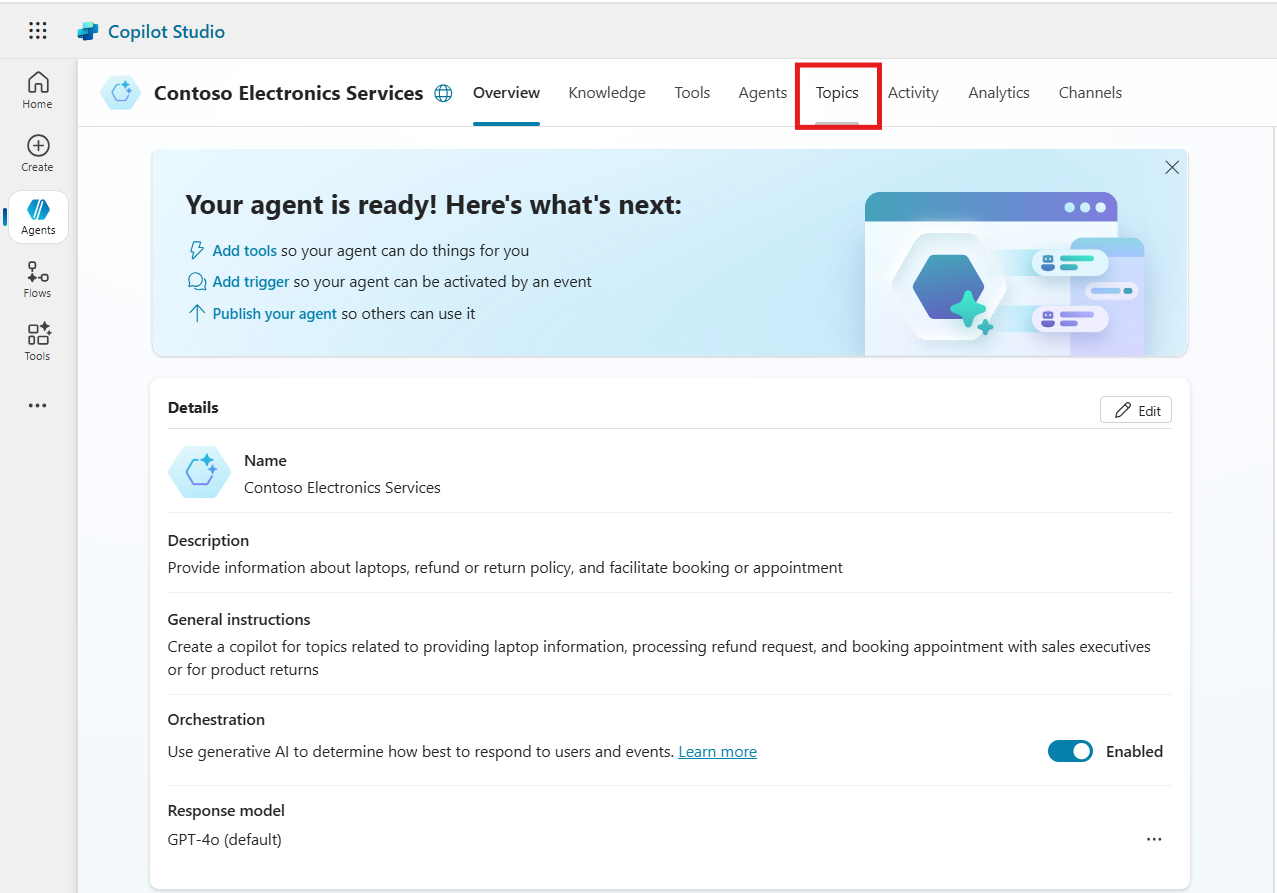 Copilot Studio
Home
Create
Agents
Flows
Tools
Contoso Electronics Services Overview Knowledge Tools Agents Topics Activity Analytics Channels
Your agent is ready! Here's what's next:
Add tools so your agent can do things for you
Add trigger so your agent can be activated by an event
Publish your agent so others can use it
Details
Edit
Name
Contoso Electronics Services
Description
Provide information about laptops, refund or return policy, and facilitate booking or appointment
General instructions
Create a copilot for topics related to providing laptop information, processing refund request, and booking appointment with sales executives
or for product returns
Orchestration
Use generative AI to determine how best to respond to users and events. Learn more
Enabled
Response model
GPT-4o (default)